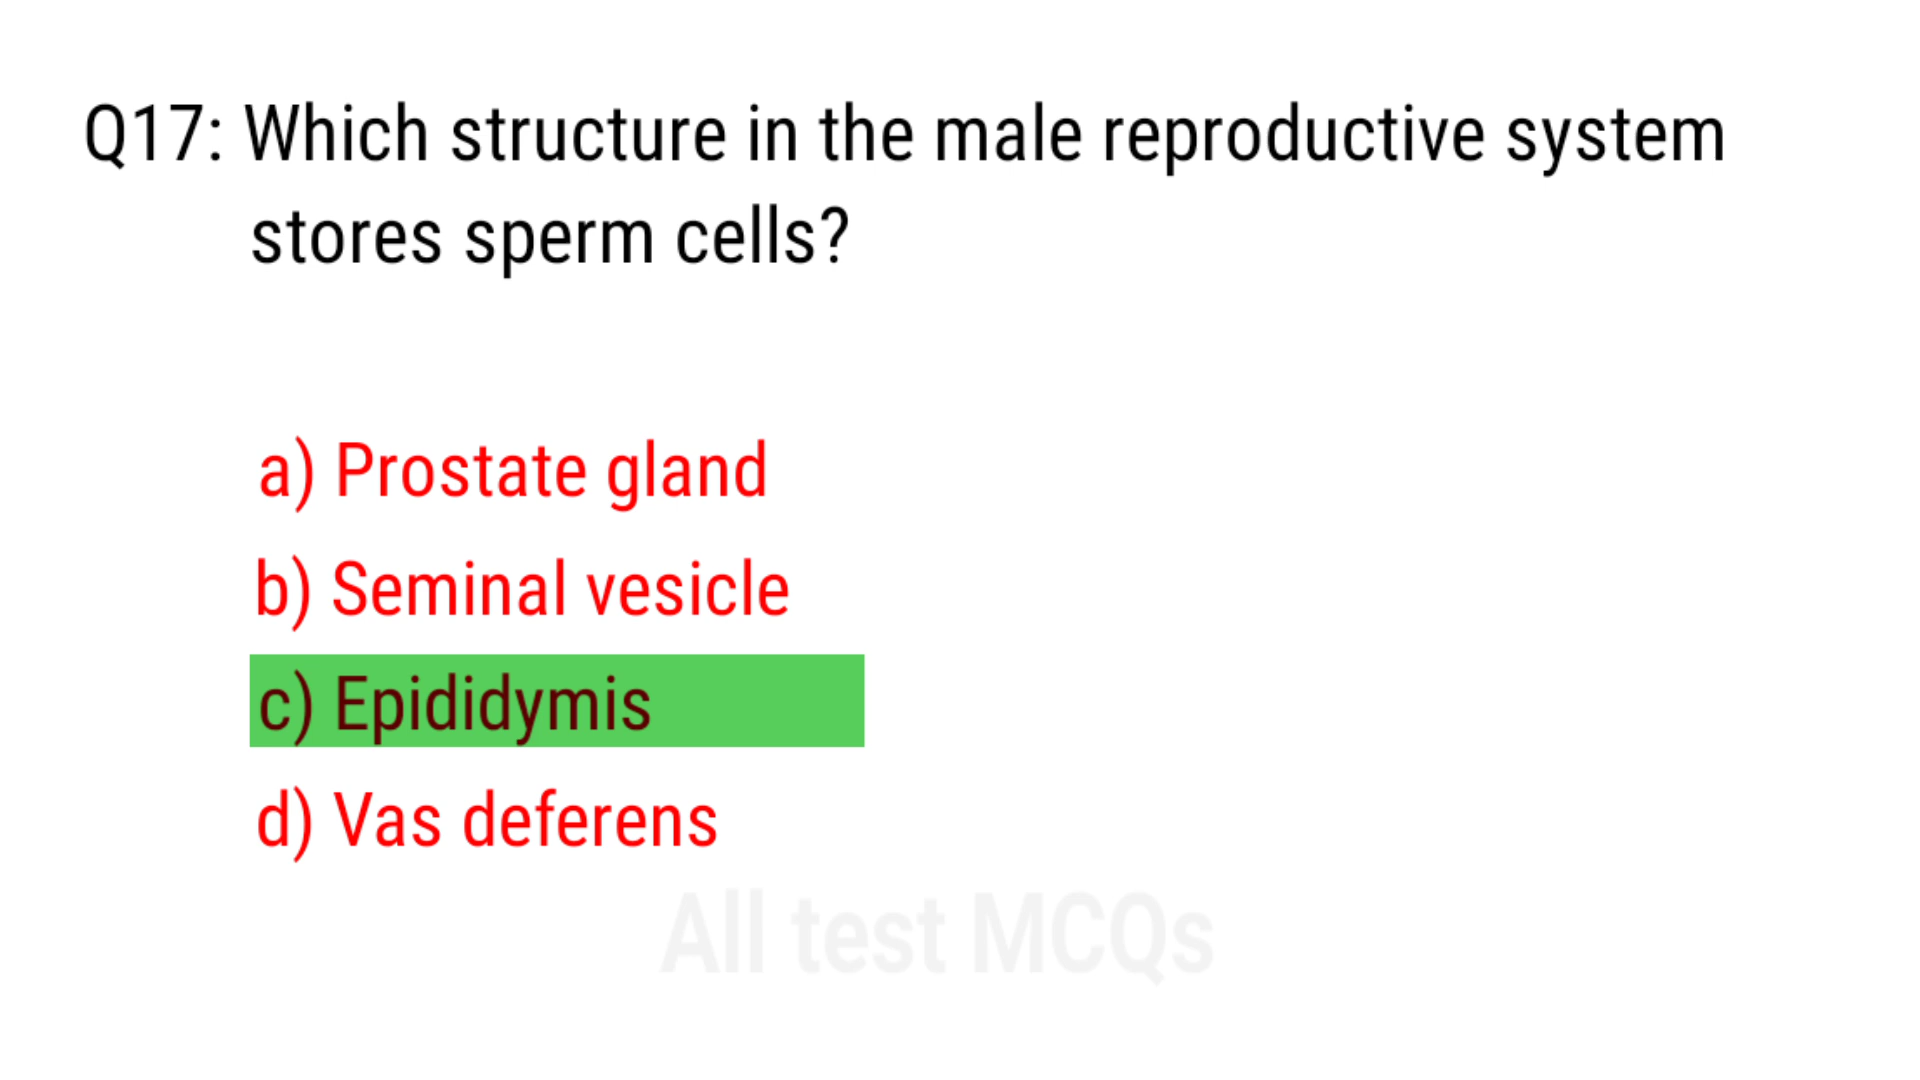 Q17: Which structure in the male reproductive system
stores sperm cells?
a) Prostate gland
b) Seminal vesicle
c) Epididymis
d) Vas deferens
All test MCQs